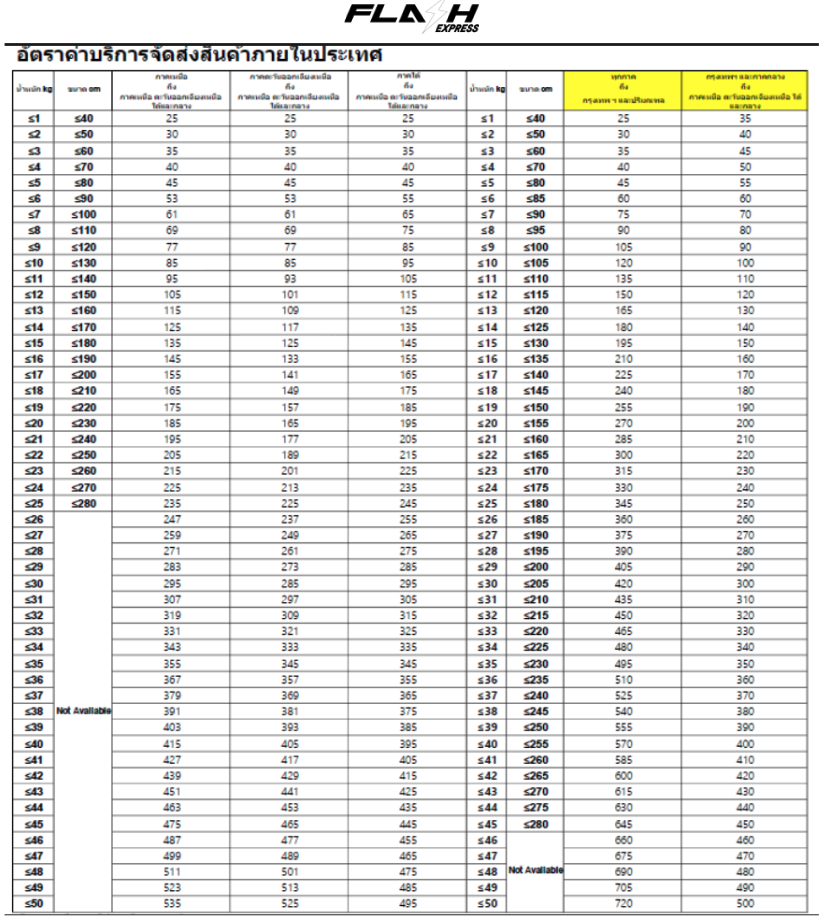 FLASH
EXPRESS
อัตราค่าบริการจัดส่งสินค้าภายในประเทศ
น้ำหนัก kg ขนาด cm ภาคเหนือ ถึง ภาคเหนือ ตะวันออกเฉียงเหนือ ใต้และกลาง ภาคตะวันออกเฉียงเหนือ ถึง ภาคเหนือ ตะวันออกเฉียงเหนือ ใต้และกลาง ภาคใต้ ถึง ภาคเหนือ ตะวันออกเฉียงเหนือ ใต้และกลาง น้ำหนัก kg ขนาด cm ทุกภาค ถึง กรุงเทพฯ และปริมณฑล กรุงเทพฯ และภาคกลาง ถึง ภาคเหนือ ตะวันออกเฉียงเหนือ ใต้ และกลาง
≤1 ≤40 25 25 25 ≤1 ≤40 25 35
≤2 ≤50 30 30 30 ≤2 ≤50 30 40
≤3 ≤60 35 35 35 ≤3 ≤60 35 45
≤4 ≤70 40 40 40 ≤4 ≤70 40 50
≤5 ≤80 45 45 45 ≤5 ≤80 45 55
≤6 ≤90 53 53 55 ≤6 ≤85 60 60
≤7 ≤100 61 61 65 ≤7 ≤90 75 70
≤8 ≤110 69 69 75 ≤8 ≤95 90 80
≤9 ≤120 77 77 85 ≤9 ≤100 105 90
≤10 ≤130 85 85 95 ≤10 ≤105 120 100
≤11 ≤140 95 93 105 ≤11 ≤110 135 110
≤12 ≤150 105 101 115 ≤12 ≤115 150 120
≤13 ≤160 115 109 125 ≤13 ≤120 165 130
≤14 ≤170 125 117 135 ≤14 ≤125 180 140
≤15 ≤180 135 125 145 ≤15 ≤130 195 150
≤16 ≤190 145 133 155 ≤16 ≤135 210 160
≤17 ≤200 155 141 165 ≤17 ≤140 225 170
≤18 ≤210 165 149 175 ≤18 ≤145 240 180
≤19 ≤220 175 157 185 ≤19 ≤150 255 190
≤20 ≤230 185 165 195 ≤20 ≤155 270 200
≤21 ≤240 195 177 205 ≤21 ≤160 285 210
≤22 ≤250 205 189 215 ≤22 ≤165 300 220
≤23 ≤260 215 201 225 ≤23 ≤170 315 230
≤24 ≤270 225 213 235 ≤24 ≤175 330 240
≤25 ≤280 235 225 245 ≤25 ≤180 345 250
≤26 247 237 255 ≤26 ≤185 360 260
≤27 259 249 265 ≤27 ≤190 375 270
≤28 271 261 275 ≤28 ≤195 390 280
≤29 283 273 285 ≤29 ≤200 405 290
≤30 295 285 295 ≤30 ≤205 420 300
≤31 307 297 305 ≤31 ≤210 435 310
≤32 319 309 315 ≤32 ≤215 450 320
≤33 331 321 325 ≤33 ≤220 465 330
≤34 343 333 335 ≤34 ≤225 480 340
≤35 355 345 345 ≤35 ≤230 495 350
≤36 367 357 355 ≤36 ≤235 510 360
≤37 379 369 365 ≤37 ≤240 525 370
≤38 Not Available 391 381 375 ≤38 ≤245 540 380
≤39 403 393 385 ≤39 ≤250 555 390
≤40 415 405 395 ≤40 ≤255 570 400
≤41 427 417 405 ≤41 ≤260 585 410
≤42 439 429 415 ≤42 ≤265 600 420
≤43 451 441 425 ≤43 ≤270 615 430
≤44 463 453 435 ≤44 ≤275 630 440
≤45 475 465 445 ≤45 ≤280 645 450
≤46 487 477 455 ≤46 660 460
≤47 499 489 465 ≤47 675 470
≤48 511 501 475 ≤48 Not Available 690 480
≤49 523 513 485 ≤49 705 490
≤50 535 525 495 ≤50 720 500